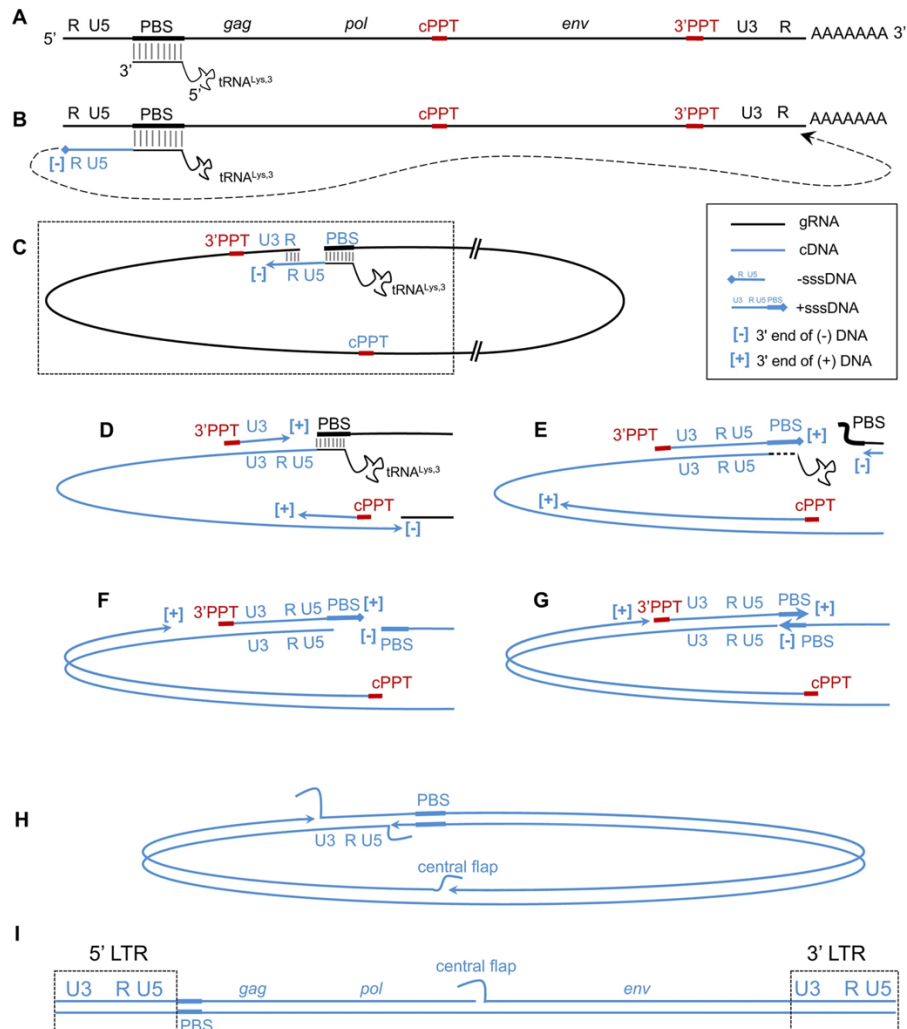 A
R U5 PBS gag pol cPPT env 3'PPT U3 R
5' AAAAAAA 3'
3'
5' tRNALys,3
B
R U5 PBS cPPT 3'PPT U3 R AAAAAAA
[-] R U5 tRNALys,3
C
3'PPT U3 R PBS
[-] R U5 tRNALys,3
cPPT
gRNA
cDNA
R U5 -sssDNA
U3 R U5 PBS +sssDNA
[-] 3' end of (-) DNA
[+] 3' end of (+) DNA
D
3'PPT U3 [+] PBS
U3 R U5 tRNALys,3
[+] cPPT [-]
E
3'PPT U3 R U5 PBS [+] PBS
U3 R U5 [-]
[+] cPPT
F
[+] 3'PPT U3 R U5 PBS [+]
U3 R U5 [-] PBS
cPPT
G
[+] 3'PPT U3 R U5 PBS [+]
U3 R U5 [-] PBS
cPPT
H
PBS
U3 R U5
central flap
I
5' LTR central flap 3' LTR
U3 R U5 gag pol env U3 R U5
PBS